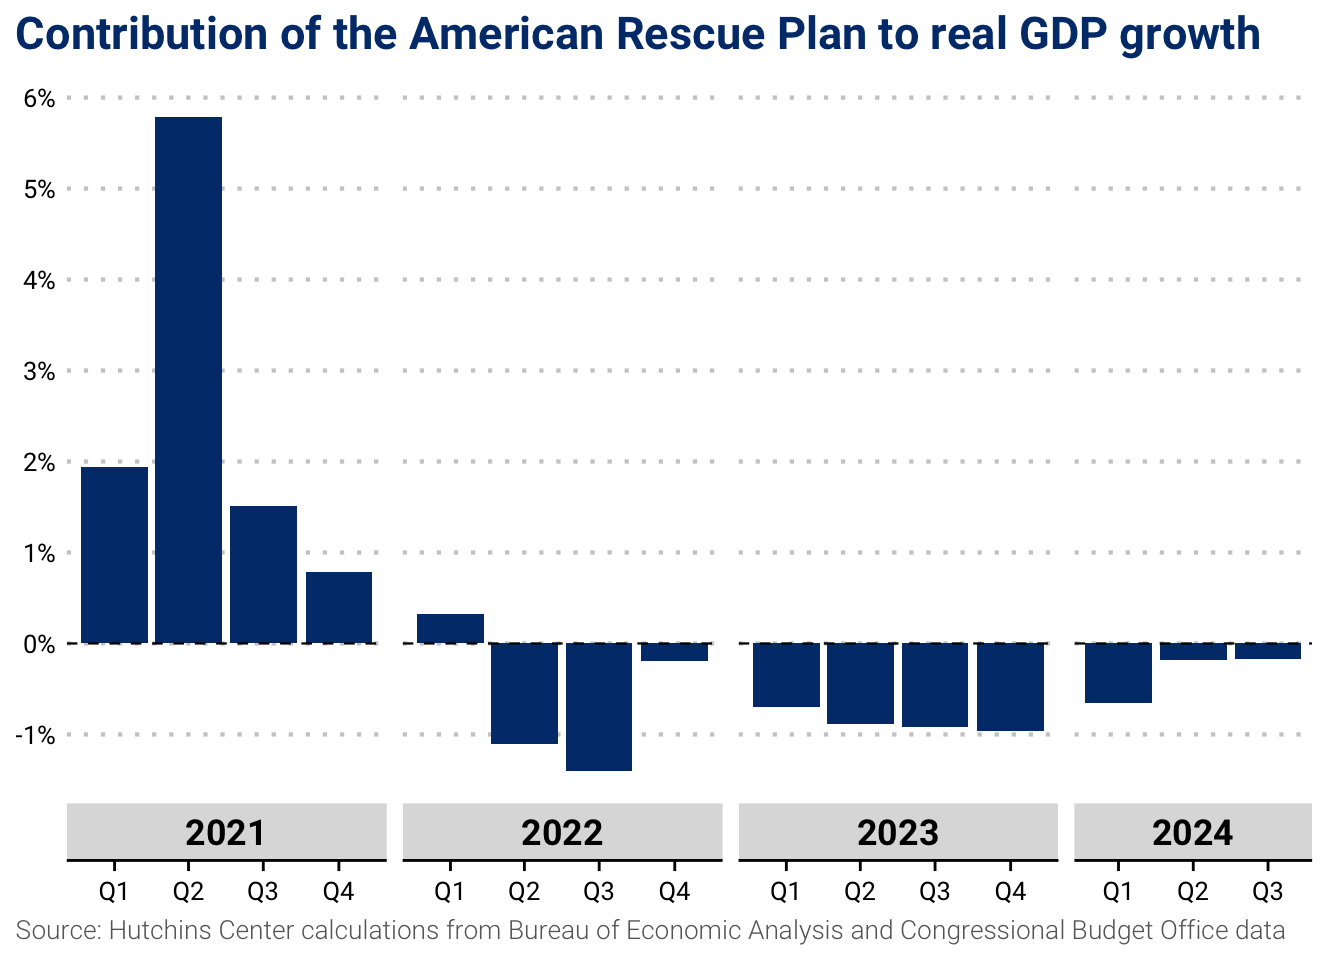 Contribution of the American Rescue Plan to real GDP growth
6%
5%
4%
3%
2%
1%
0%
-1%
2021 2022 2023 2024
Q1 Q2 Q3 Q4 Q1 Q2 Q3 Q4 Q1 Q2 Q3 Q4 Q1 Q2 Q3
Source: Hutchins Center calculations from Bureau of Economic Analysis and Congressional Budget Office data